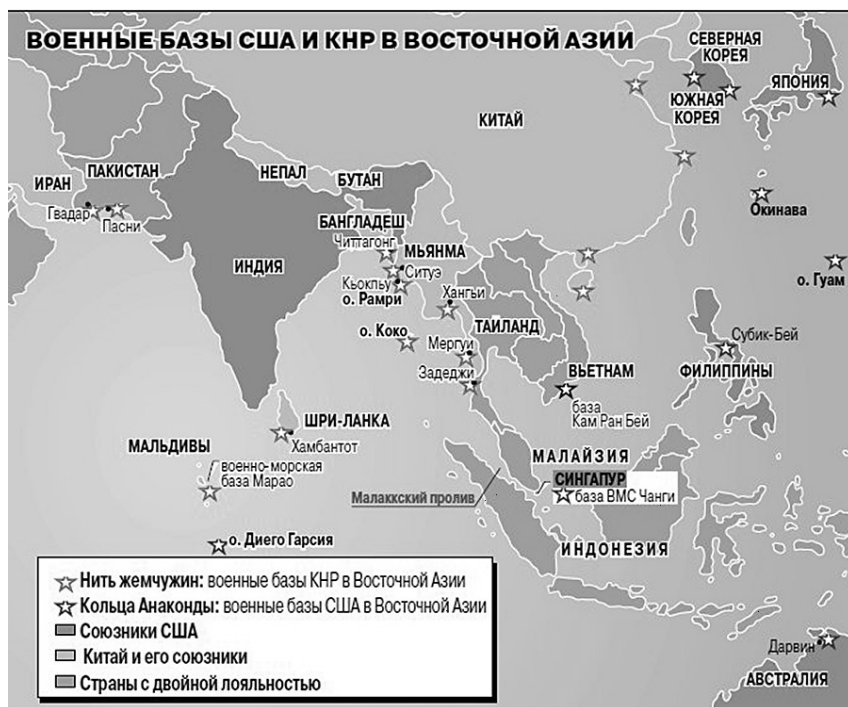 ВОЕННЫЕ БАЗЫ США И КНР В ВОСТОЧНОЙ АЗИИ
СЕВЕРНАЯ
КОРЕЯ
ЯПОНИЯ
ЮЖНАЯ
КОРЕЯ
КИТАЙ
ПАКИСТАН
НЕПАЛ
БУТАН
ИРАН
Гвадар
Пасни
Окинава
БАНГЛАДЕШ
Читтагонг
МЬЯНМА
ИНДИЯ
Ситуэ
Кьокпьу
о. Рамри
Хангьи
о. Гуам
о. Коко
ТАЙЛАНД
Мергуи
Субик-Бей
Задеджи
ВЬЕТНАМ
ФИЛИППИНЫ
база
Кам Ран Бей
ШРИ-ЛАНКА
Хамбантот
МАЛЬДИВЫ
военно-морская
база Марао
МАЛАЙЗИЯ
СИНГАПУР
база ВМС Чанги
Малаккский пролив
о. Диего Гарсия
ИНДОНЕЗИЯ
Нить жемчужин: военные базы КНР в Восточной Азии
Кольца Анаконды: военные базы США в Восточной Азии
Союзники США
Китай и его союзники
Страны с двойной лояльностью
Дарвин
АВСТРАЛИЯ